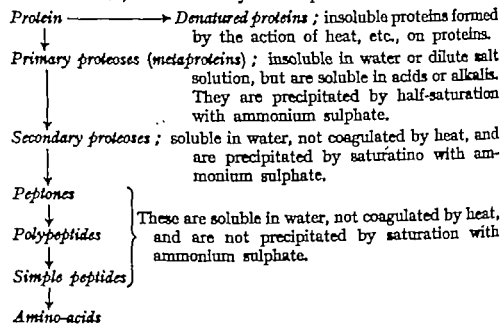 Protein → Denatured proteins ; insoluble proteins formed
by the action of heat, etc., on proteins.
Primary proteoses (metaproteins) ; insoluble in water or dilute salt
solution, but are soluble in acids or alkalis.
They are precipitated by half-saturation
with ammonium sulphate.
Secondary proteoses ; soluble in water, not coagulated by heat, and
are precipitated by saturatino with am-
monium sulphate.
Peptones
These are soluble in water, not coagulated by heat,
Polypeptides
and are not precipitated by saturation with
ammonium sulphate.
Simple peptides
Amino-acids